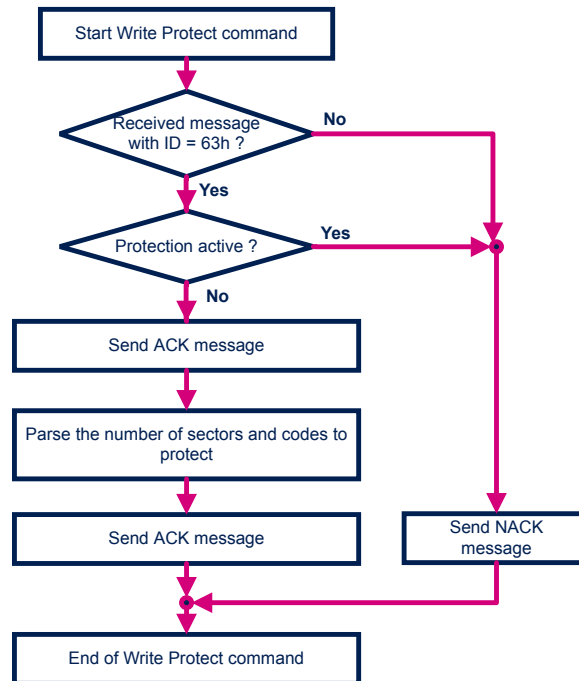 Start Write Protect command
Received message
with ID = 63h ?
No
Yes
Protection active ?
Yes
No
Send ACK message
Parse the number of sectors and codes to
protect
Send ACK message
Send NACK
message
End of Write Protect command